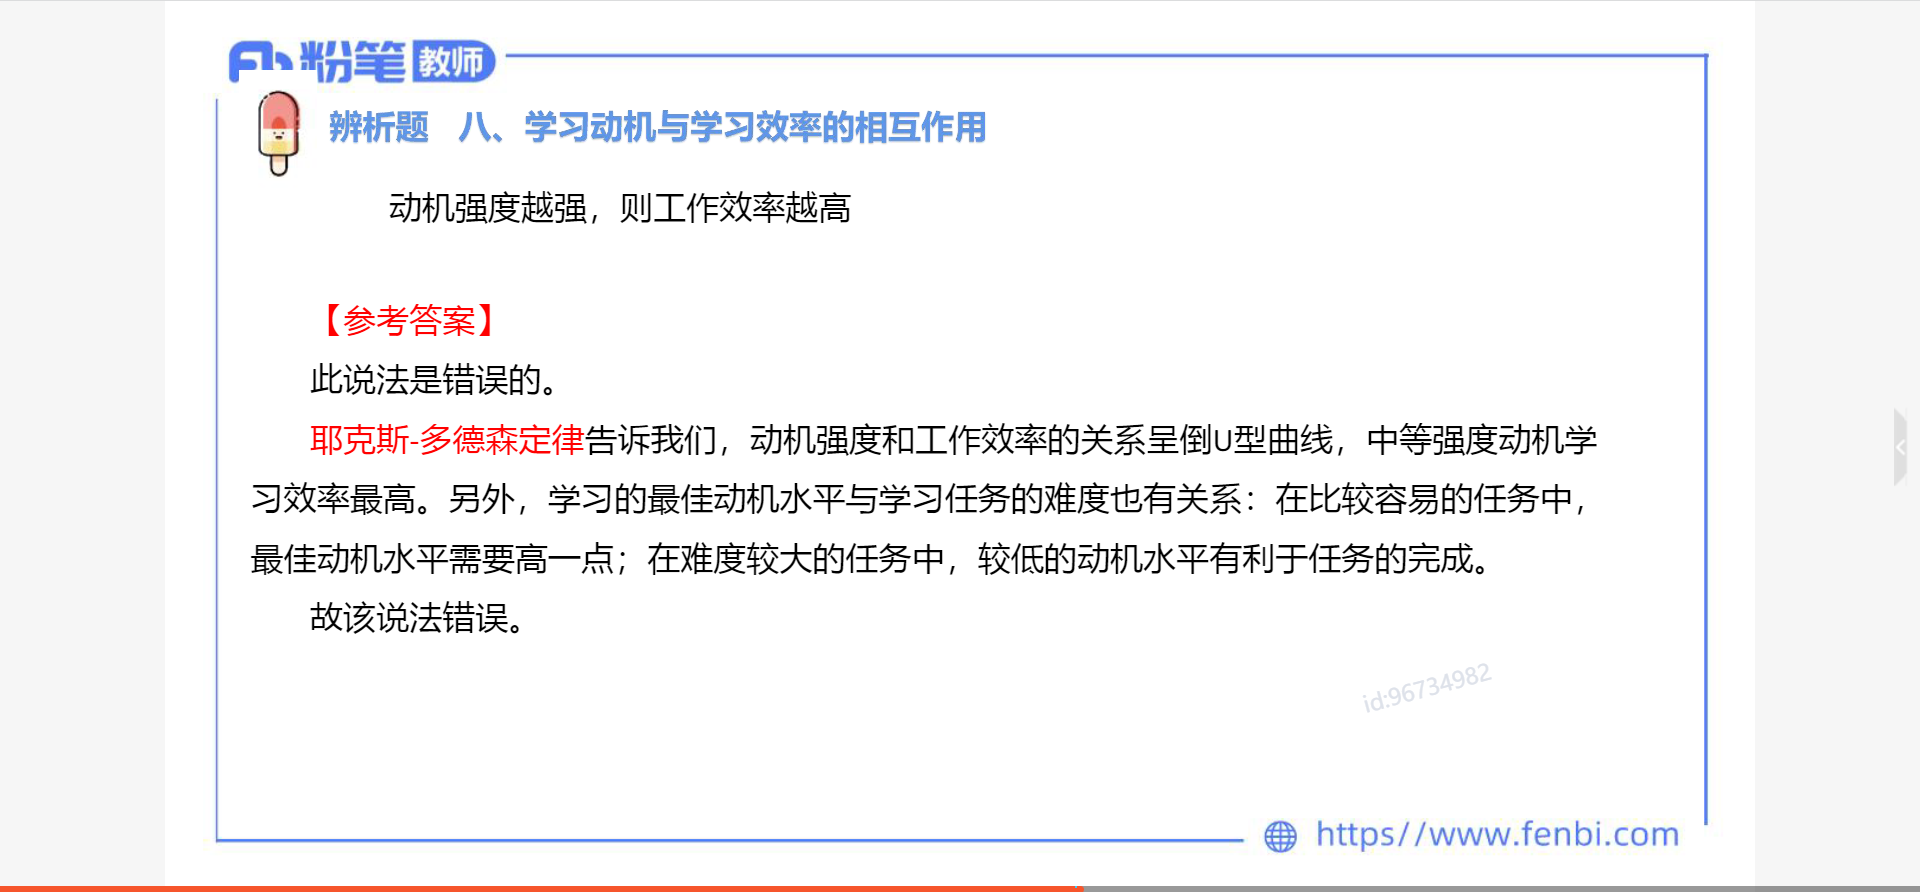 粉笔教师
辨析题 八、学习动机与学习效率的相互作用
动机强度越强，则工作效率越高
【参考答案】
此说法是错误的。
耶克斯-多德森定律告诉我们，动机强度和工作效率的关系呈倒U型曲线，中等强度动机学
习效率最高。另外，学习的最佳动机水平与学习任务的难度也有关系：在比较容易的任务中，
最佳动机水平需要高一点；在难度较大的任务中，较低的动机水平有利于任务的完成。
故该说法错误。
id:96734982
https//www.fenbi.com